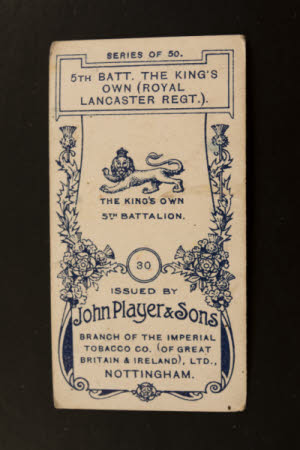 SERIES OF 50.
5TH BATT. THE KING'S
OWN (ROYAL
LANCASTER REGT.).
THE KING'S OWN
5TH BATTALION.
30
ISSUED BY
John Player & Sons
BRANCH OF THE IMPERIAL
TOBACCO CO. (OF GREAT
BRITAIN & IRELAND), LTD.,
NOTTINGHAM.